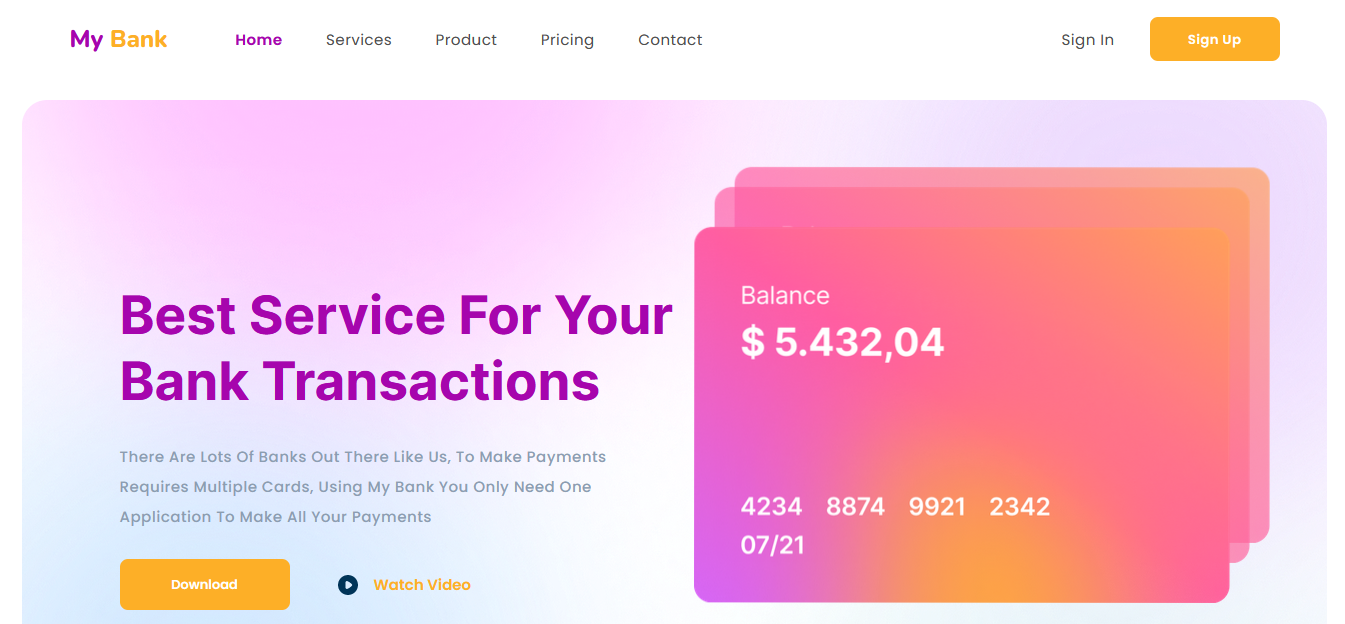 My Bank
Home
Services
Product
Pricing
Contact
Sign In
Sign Up
Best Service For Your
Bank Transactions
There Are Lots Of Banks Out There Like Us, To Make Payments
Requires Multiple Cards, Using My Bank You Only Need One
Application To Make All Your Payments
Download
Watch Video
Balance
$ 5.432,04
4234 8874 9921 2342
07/21